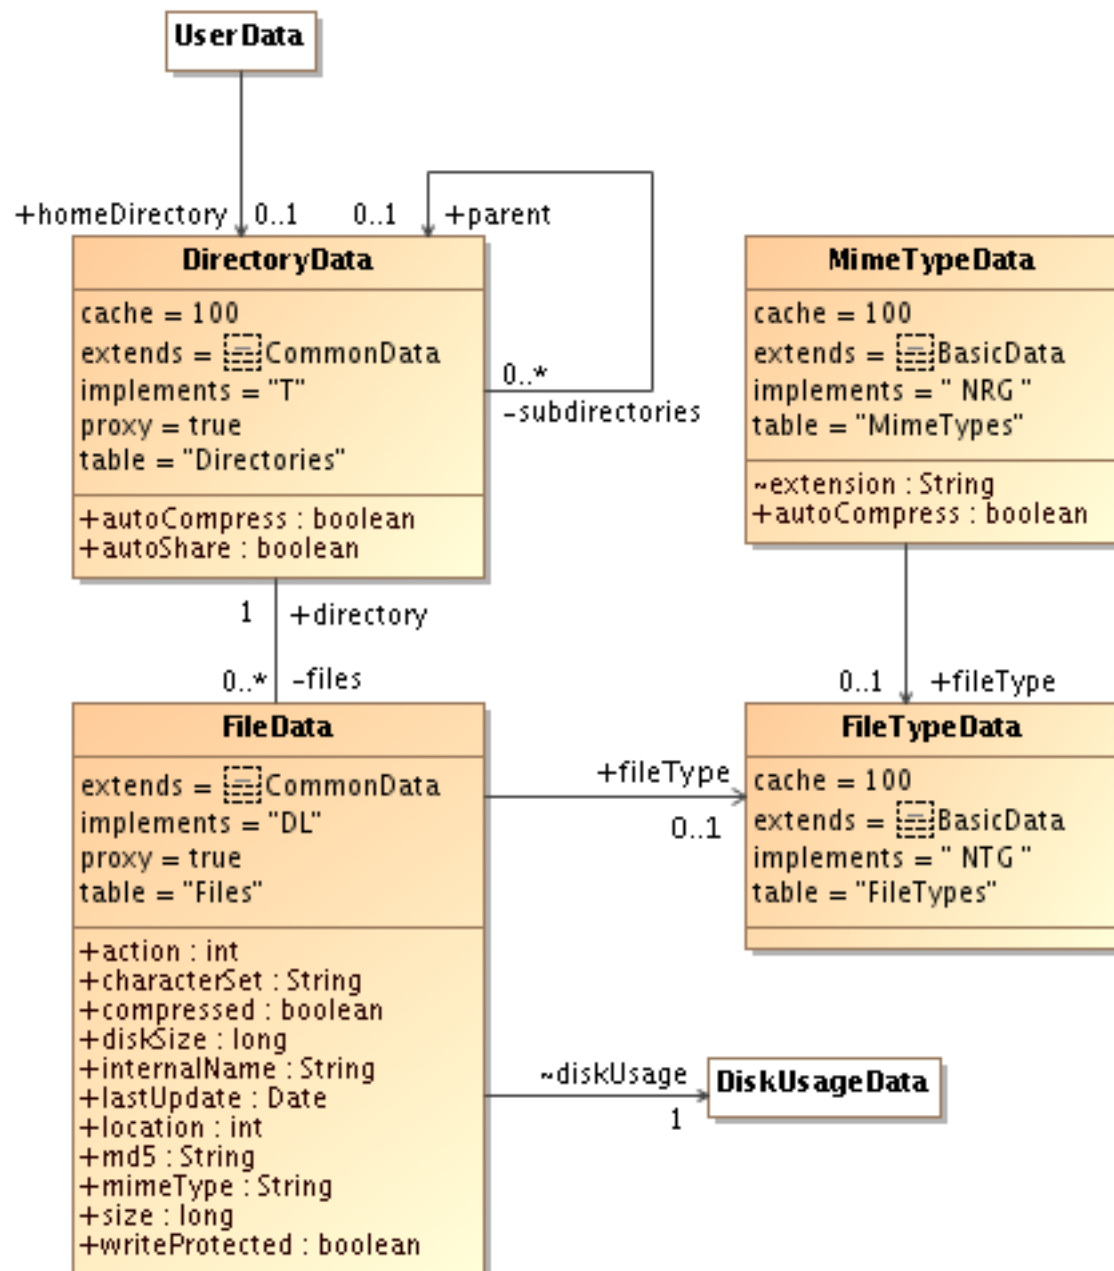 UserData
+homeDirectory 0..1 0..1 +parent
DirectoryData
cache = 100
extends = CommonData
implements = "T"
proxy = true
table = "Directories"
+autoCompress : boolean
+autoShare : boolean
0..*
-subdirectories
MimeTypeData
cache = 100
extends = BasicData
implements = " NRG "
table = "MimeTypes"
~extension : String
+autoCompress : boolean
1 +directory
0..* -files
0..1 +fileType
FileData
extends = CommonData
implements = "DL"
proxy = true
table = "Files"
+action : int
+characterSet : String
+compressed : boolean
+diskSize : long
+internalName : String
+lastUpdate : Date
+location : int
+md5 : String
+mimeType : String
+size : long
+writeProtected : boolean
+fileType
0..1
FileTypeData
cache = 100
extends = BasicData
implements = " NTG "
table = "FileTypes"
~diskUsage
1
DiskUsageData